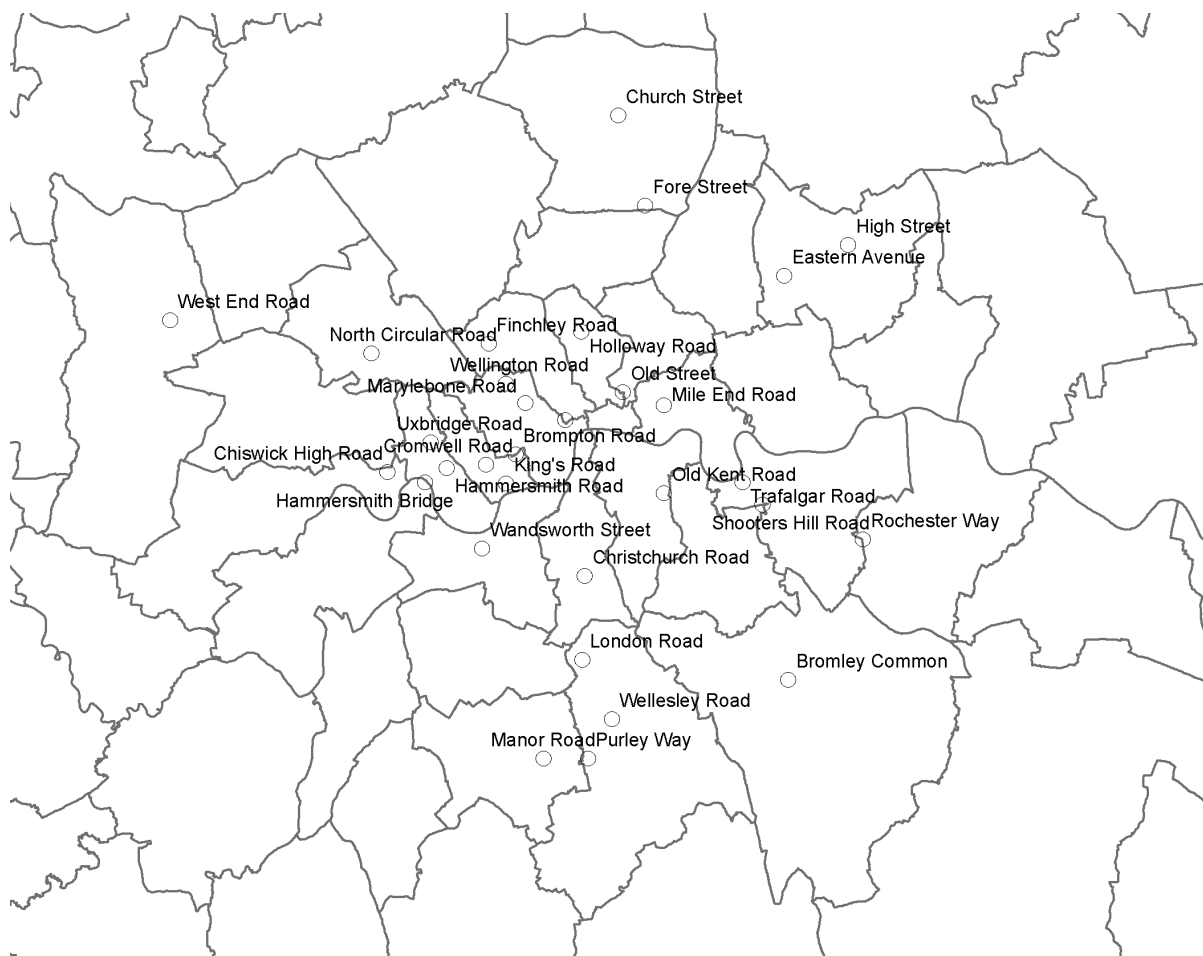 Church Street
Fore Street
High Street
Eastern Avenue
West End Road
North Circular Road
Finchley Road
Holloway Road
Wellington Road
Old Street
Marylebone Road
Mile End Road
Uxbridge Road
Brompton Road
Chiswick High Road
Cromwell Road
King's Road
Old Kent Road
Hammersmith Road
Hammersmith Bridge
Trafalgar Road
Shooters Hill Road
Rochester Way
Wandsworth Street
Christchurch Road
London Road
Bromley Common
Wellesley Road
Manor Road
Purley Way